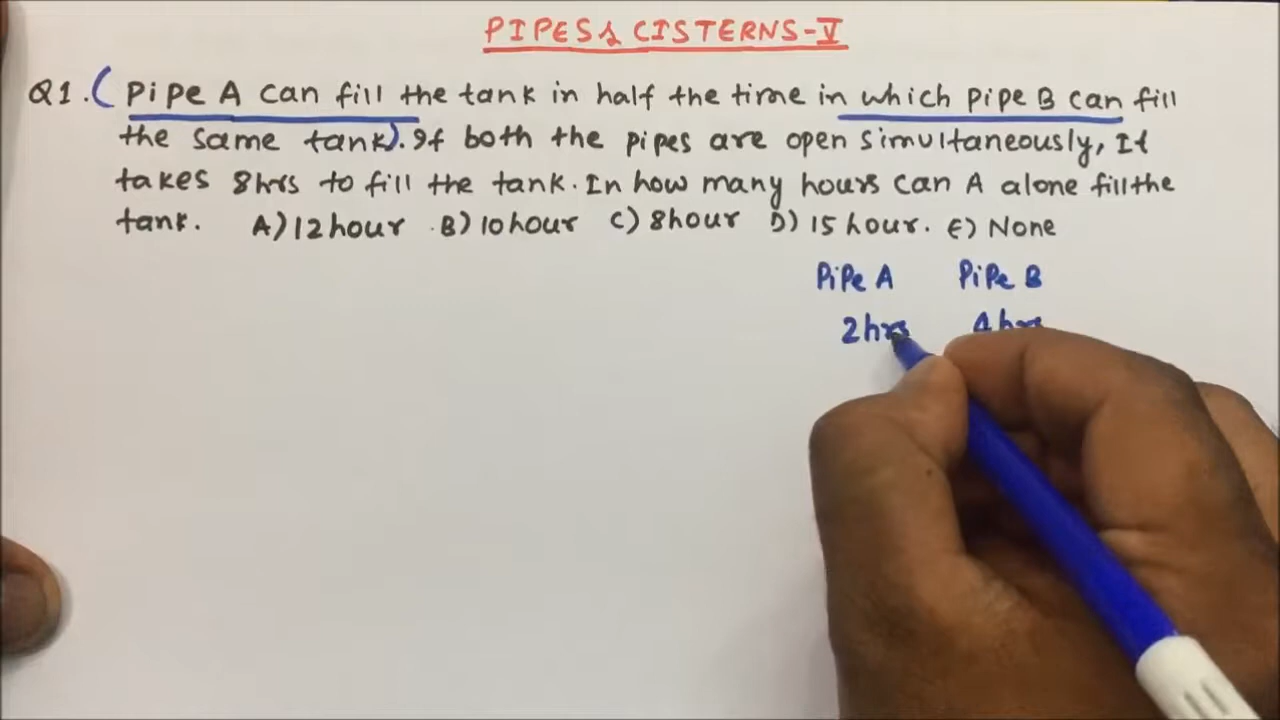 PIPES & CISTERNS-V
Q1. (Pipe A can fill the tank in half the time in which pipe B can fill
the same tank). If both the pipes are open simultaneously, It
takes 8hrs to fill the tank. In how many hours can A alone fill the
tank. A) 12 hour B) 10 hour C) 8 hour D) 15 hour. E) None
Pipe A Pipe B
2hrs 4hrs